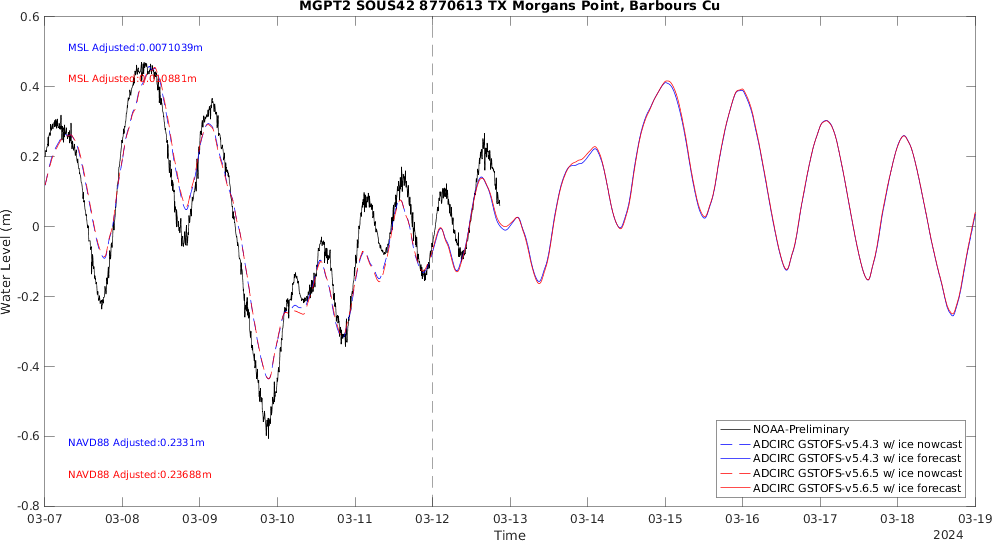 MGPT2 SOUS42 8770613 TX Morgans Point, Barbours Cu
0.6
0.4
0.2
0
-0.2
-0.4
-0.6
-0.8
Water Level (m)
MSL Adjusted:0.0071039m
MSL Adjusted:
NAVD88 Adjusted:0.2331m
NAVD88 Adjusted:0.23688m
NOAA-Preliminary
ADCIRC GSTOFS-v5.4.3 w/ ice nowcast
ADCIRC GSTOFS-v5.4.3 w/ ice forecast
ADCIRC GSTOFS-v5.6.5 w/ ice nowcast
ADCIRC GSTOFS-v5.6.5 w/ ice forecast
03-07 03-08 03-09 03-10 03-11 03-12 03-13 03-14 03-15 03-16 03-17 03-18 03-19
Time
2024